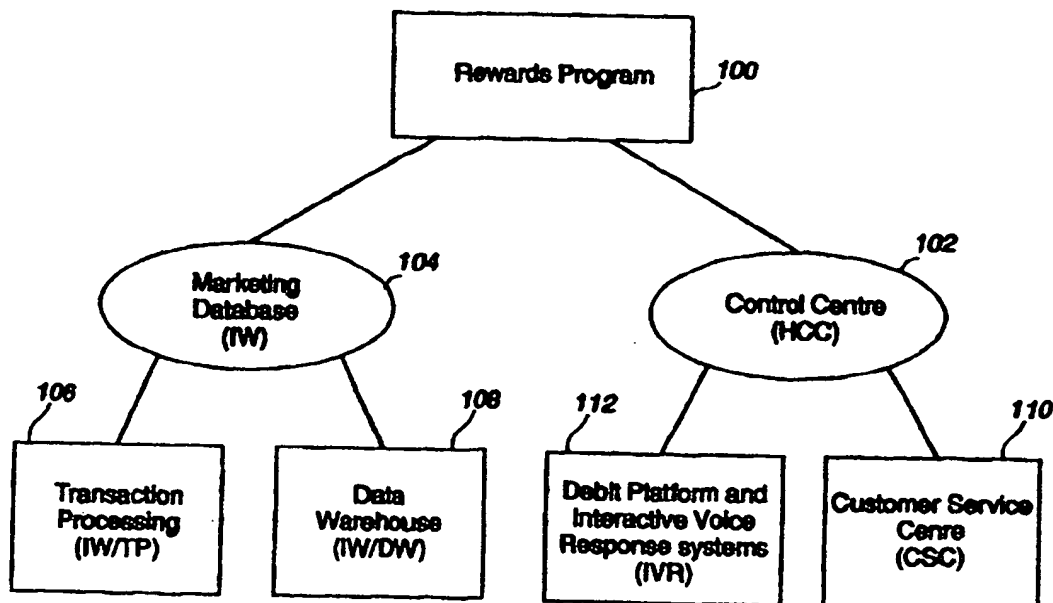 Rewards Program
100
104
102
Marketing
Database
(IW)
Control Centre
(HCC)
106
108
112
110
Transaction
Processing
(IW/TP)
Data
Warehouse
(IW/DW)
Debit Platform and
Interactive Voice
Response systems
(IVR)
Customer Service
Cenre
(CSC)